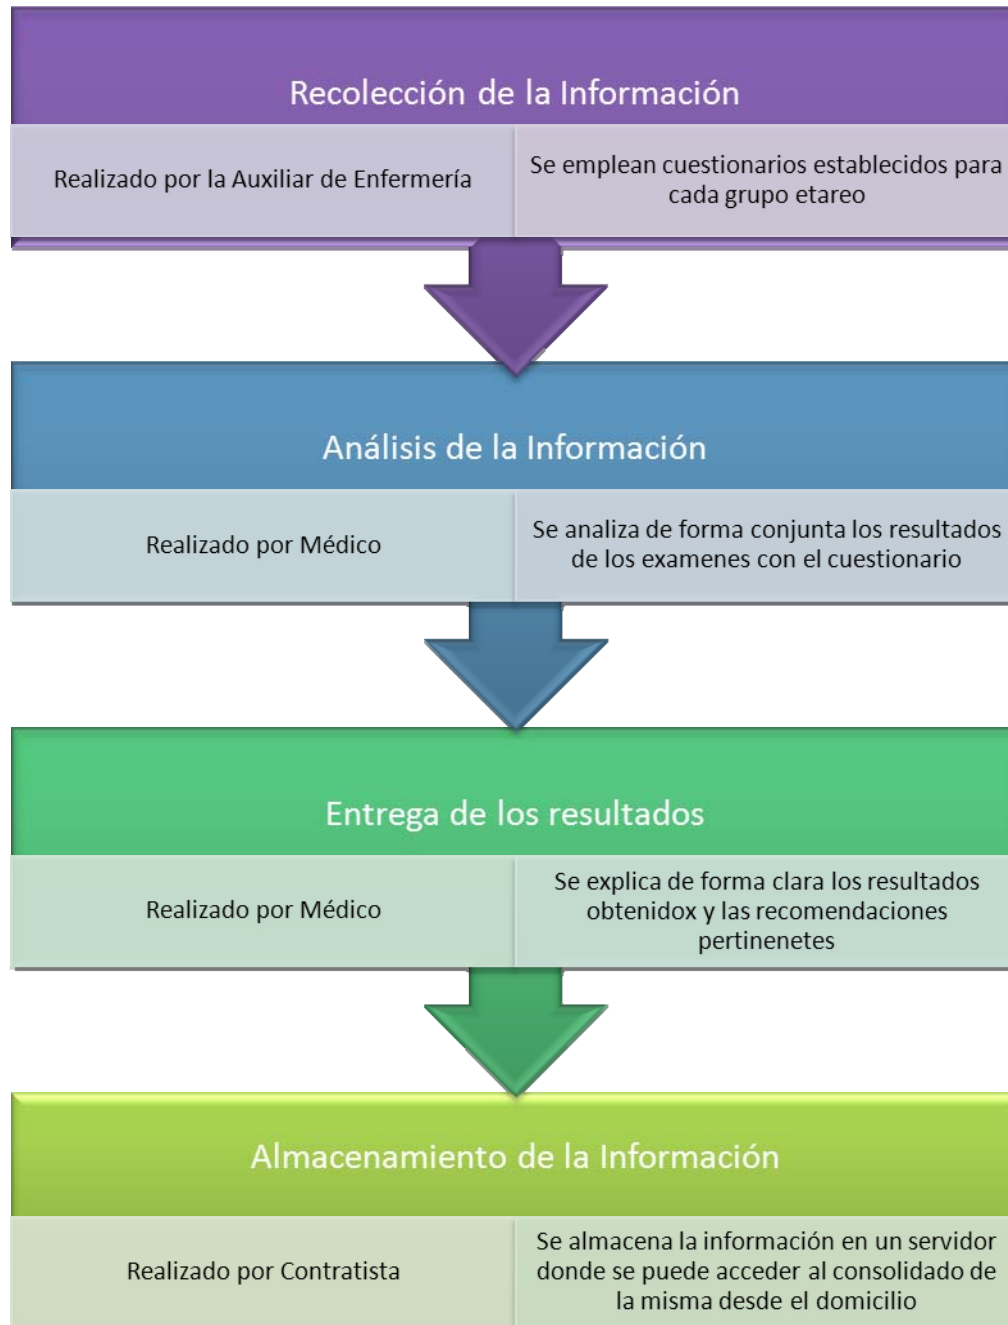 Recolección de la Información
Realizado por la Auxiliar de Enfermería
Se emplean cuestionarios establecidos para
cada grupo etareo
Análisis de la Información
Realizado por Médico
Se analiza de forma conjunta los resultados
de los examenes con el cuestionario
Entrega de los resultados
Realizado por Médico
Se explica de forma clara los resultados
obtenidox y las recomendaciones
pertinenetes
Almacenamiento de la Información
Realizado por Contratista
Se almacena la información en un servidor
donde se puede acceder al consolidado de
la misma desde el domicilio